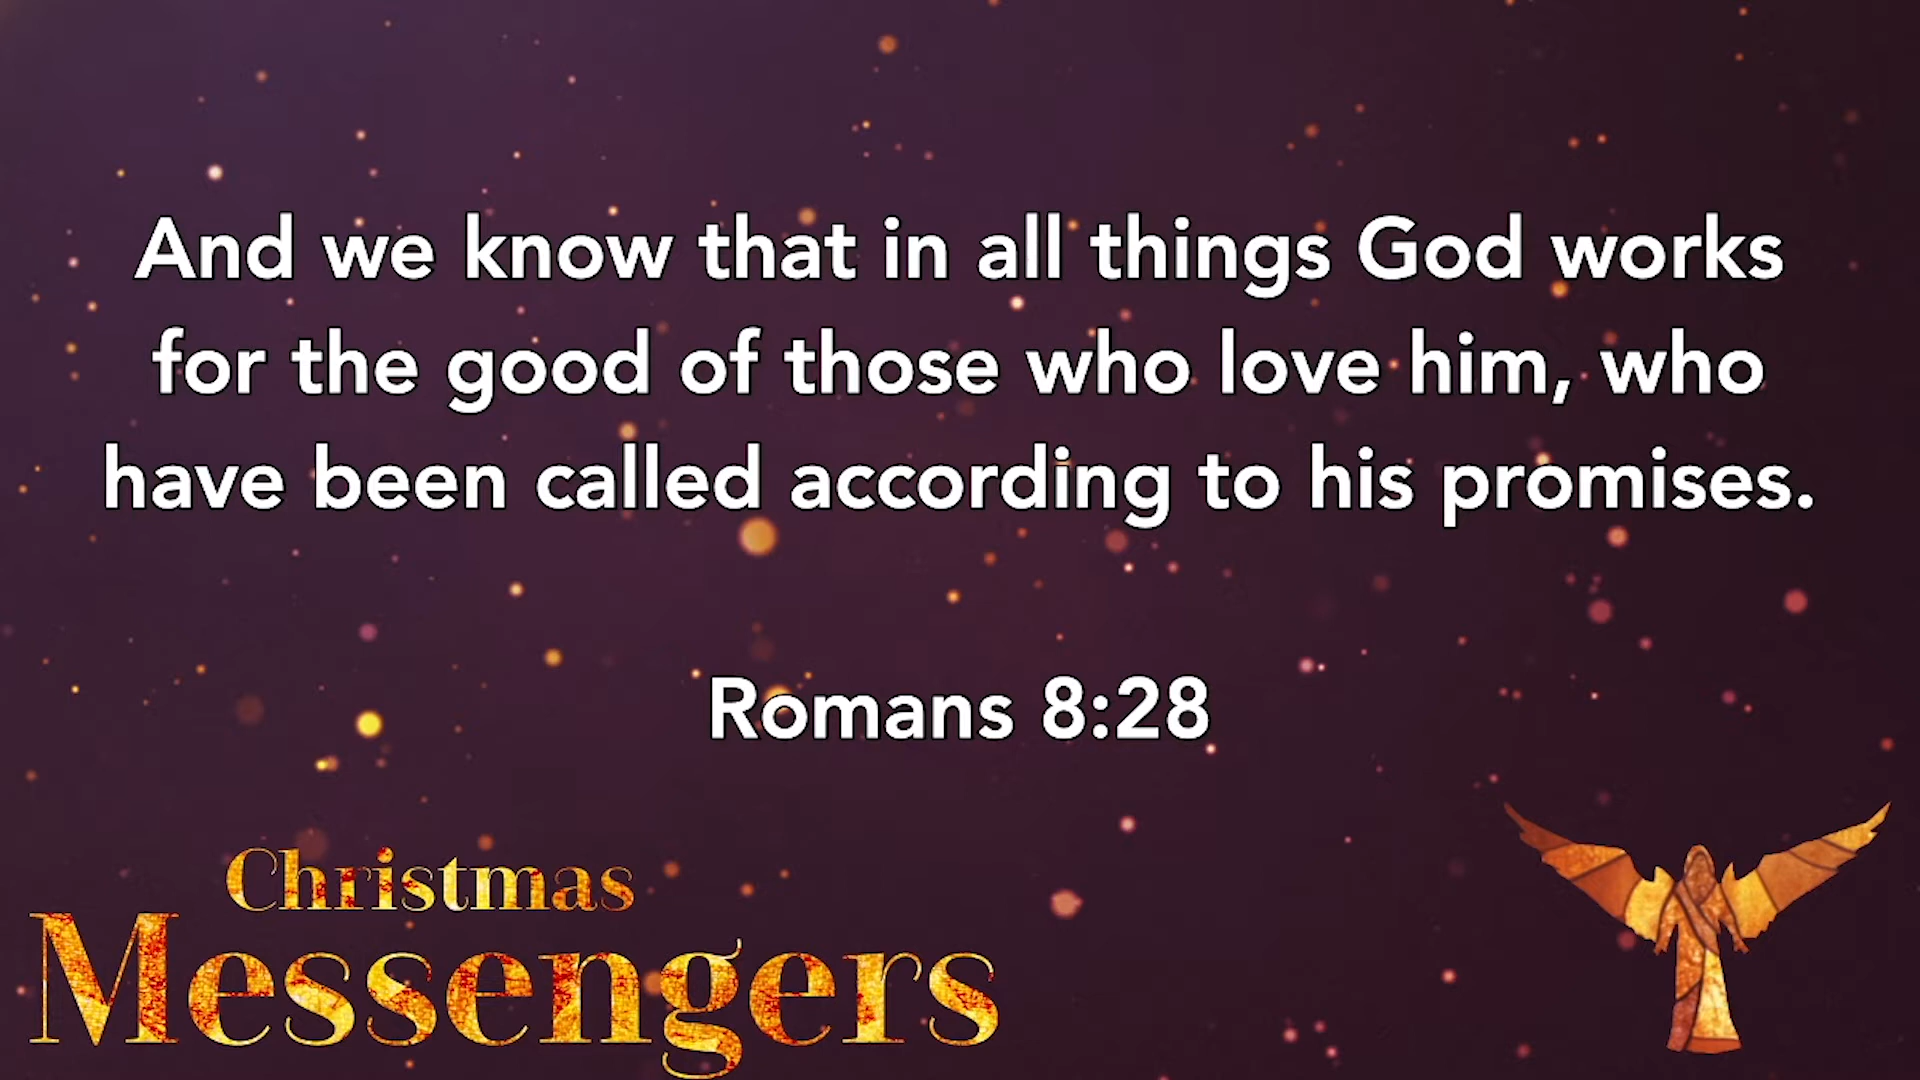 And we know that in all things God works
for the good of those who love him, who
have been called according to his promises.
Romans 8:28
Christmas
Messengers